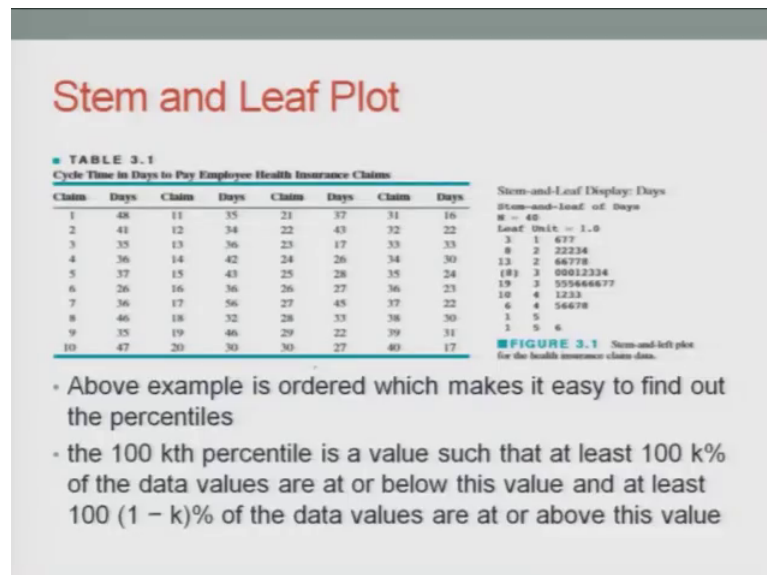 Stem and Leaf Plot
TABLE 3.1
Cycle Time in Days to Pay Employee Health Insurance Claims
Claim Days Claim Days Claim Days Claim Days
1 48 11 35 21 37 31 16
2 41 12 34 22 43 32 22
3 35 13 36 23 17 33 33
4 36 14 42 24 26 34 30
5 37 15 43 25 28 35 24
6 26 16 36 26 27 36 23
7 36 17 56 27 45 37 22
8 46 18 32 28 33 38 30
9 35 19 46 29 22 39 31
10 47 20 30 30 27 40 17
Stem-and-Leaf Display: Days
Stem-and-leaf of Days
N = 40
Leaf Unit = 1.0
3 1 677
8 2 22234
13 2 66778
(8) 3 00012334
19 3 555666677
10 4 1233
6 4 56678
1 5
1 5 6
FIGURE 3.1 Stem-and-left plot
for the health insurance claim data.
• Above example is ordered which makes it easy to find out
the percentiles
• the 100 kth percentile is a value such that at least 100 k%
of the data values are at or below this value and at least
100 (1 − k)% of the data values are at or above this value